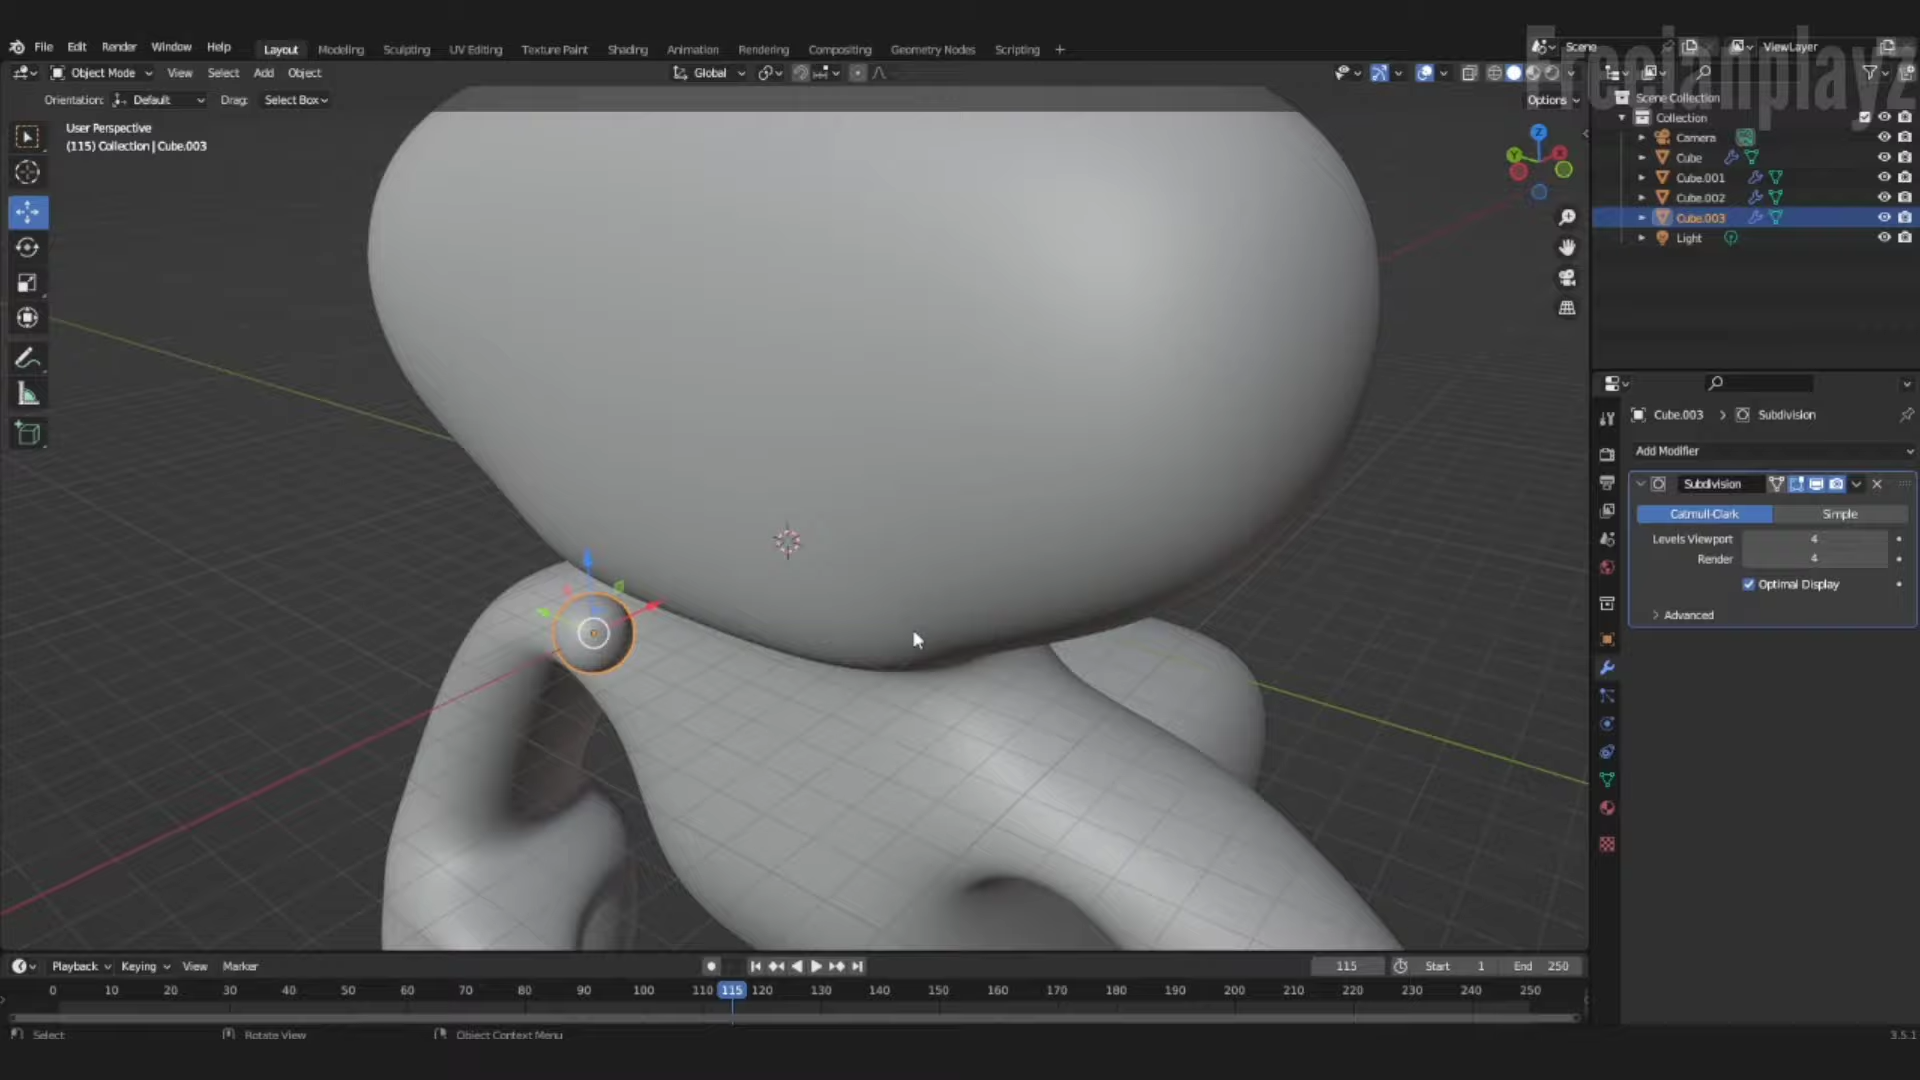 File Edit Render Window Help Layout Modeling Sculpting UV Editing Texture Paint Shading Animation Rendering Compositing Geometry Nodes Scripting +
Scene ViewLayer
Freeianplayz
Object Mode View Select Add Object Global
Orientation: Default Drag: Select Box Options
User Perspective
(115) Collection | Cube.003
Z
Y
X
Scene Collection
Collection
Camera
Cube
Cube.001
Cube.002
Cube.003
Light
Cube.003 > Subdivision
Add Modifier
Subdivision
Catmull-Clark Simple
Levels Viewport 4
Render 4
Optimal Display
> Advanced
Playback Keying View Marker 115 Start 1 End 250
0 10 20 30 40 50 60 70 80 90 100 110 115 120 130 140 150 160 170 180 190 200 210 220 230 240 250
Select Rotate View Object Context Menu 3.5.1